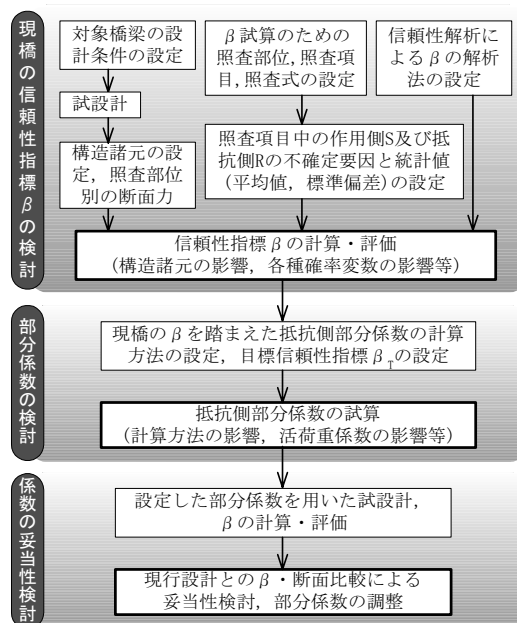 現橋の信頼性指標βの検討
対象橋梁の設
計条件の設定
試設計
構造諸元の設
定，照査部位
別の断面力
β試算のための
照査部位，照査項
目，照査式の設定
照査項目中の作用側S及び抵
抗側Rの不確定要因と統計値
(平均値，標準偏差)の設定
信頼性解析に
よるβの解析
法の設定
信頼性指標βの計算・評価
(構造諸元の影響，各種確率変数の影響等)
部分係数の検討
現橋のβを踏まえた抵抗側部分係数の計算
方法の設定，目標信頼性指標βTの設定
抵抗側部分係数の試算
(計算方法の影響，活荷重係数の影響等)
係数の妥当性検討
設定した部分係数を用いた試設計，
βの計算・評価
現行設計とのβ・断面比較による
妥当性検討，部分係数の調整